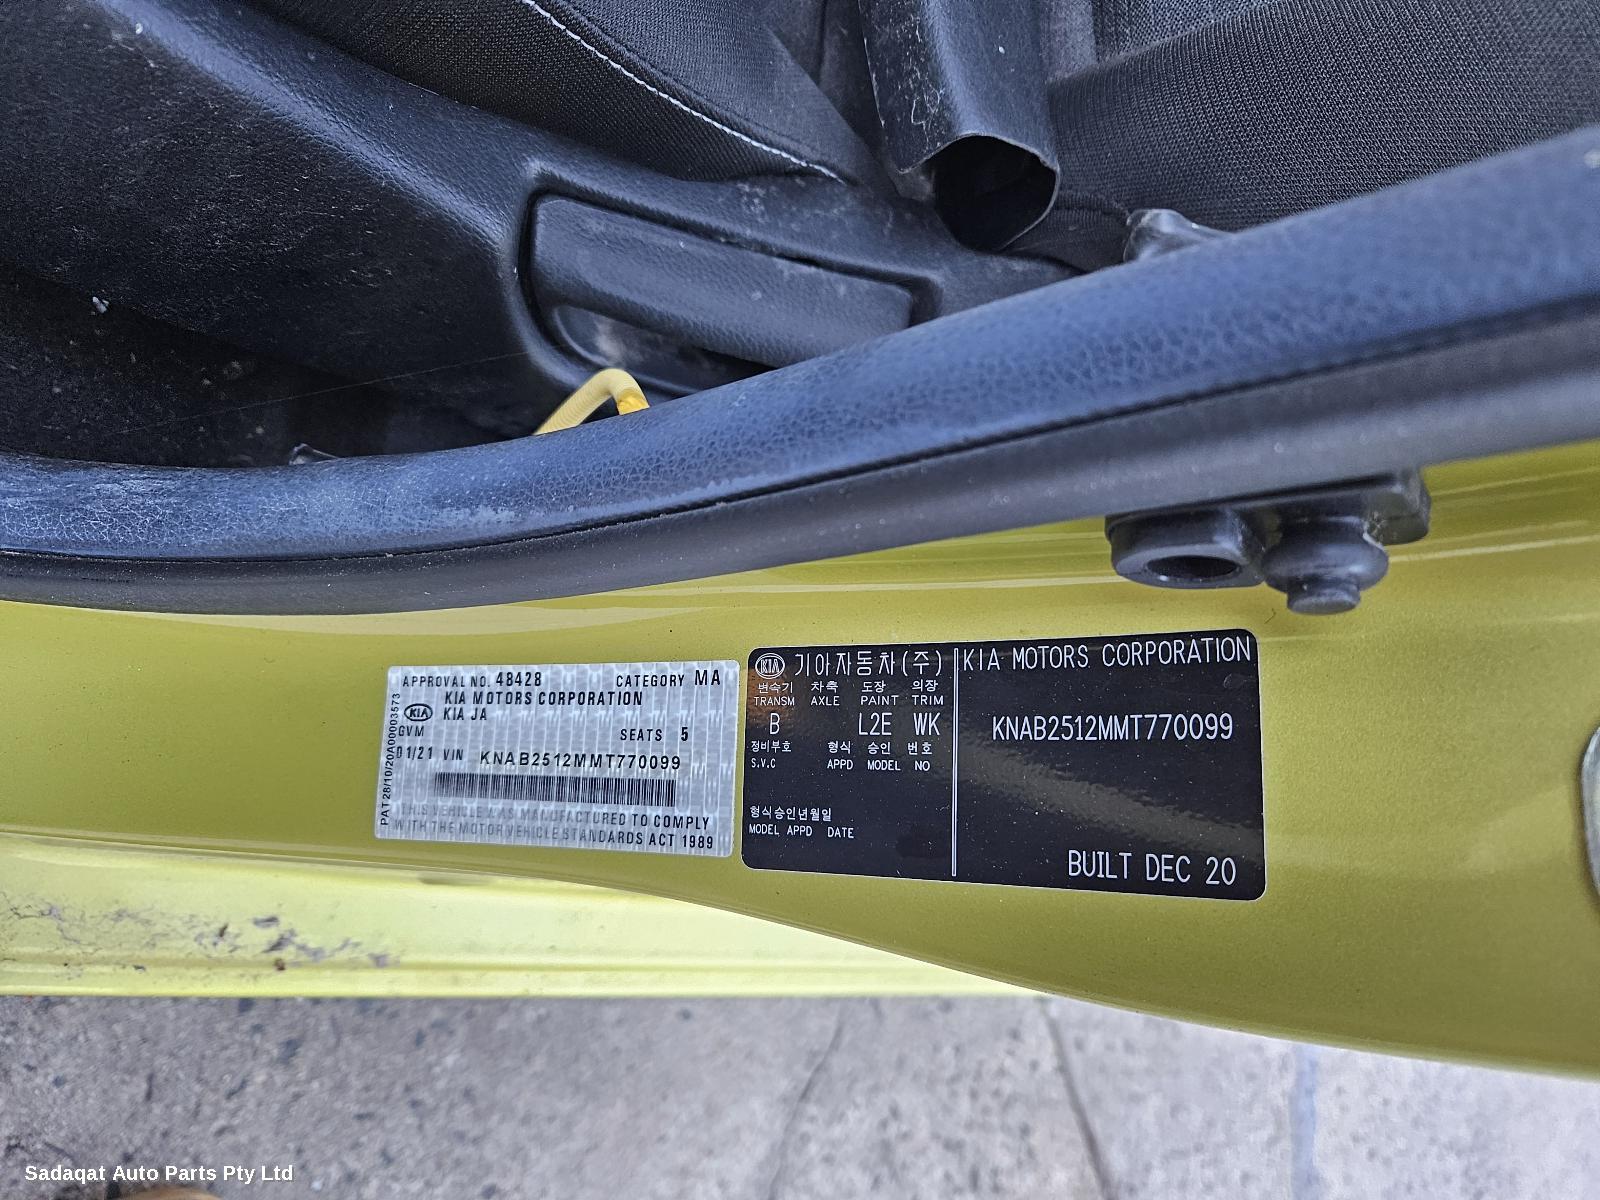 APPROVAL NO. 48428 CATEGORY MA
KIA MOTORS CORPORATION
KIA KIA JA
GVM SEATS 5
01/21 VIN KNAB2512MMT770099
THIS VEHICLE WAS MANUFACTURED TO COMPLY
WITH THE MOTOR VEHICLE STANDARDS ACT 1989
PAT28/10/20A00003573
KIA 기아자동차(주) KIA MOTORS CORPORATION
변속기 차축 도장 의장
TRANSM AXLE PAINT TRIM
B L2E WK
KNAB2512MMT770099
정비부호 형식 승인 번호
S.V.C APPD MODEL NO
형식승인년월일
MODEL APPD DATE
BUILT DEC 20
Sadaqat Auto Parts Pty Ltd